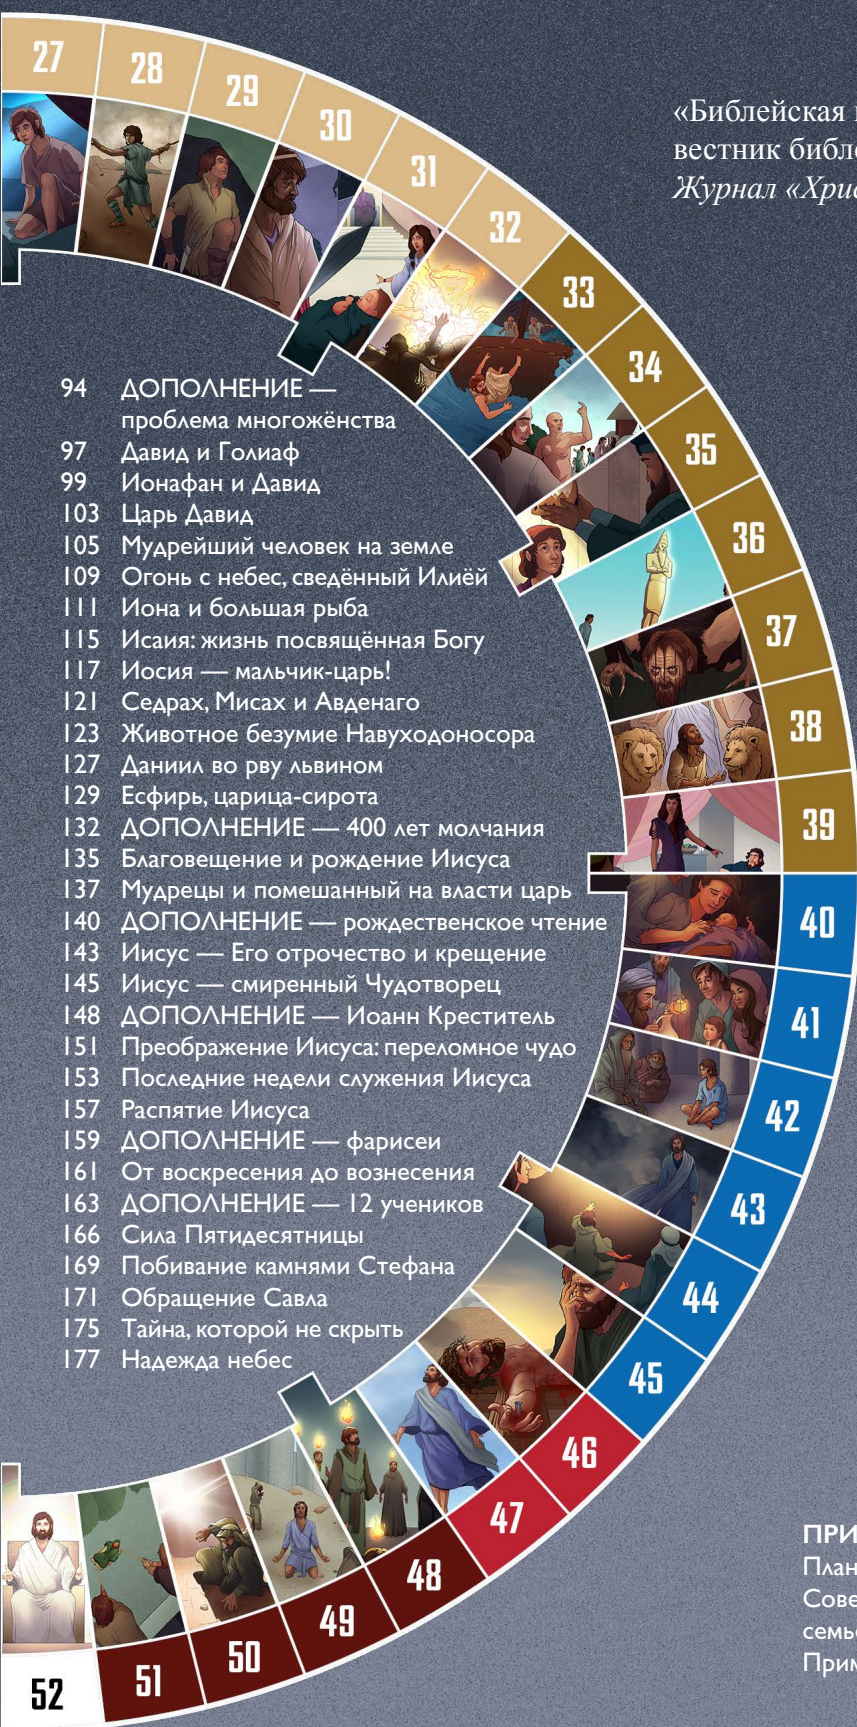 27
28
29
30
31
32
33
34
35
36
37
38
39
40
41
42
43
44
45
46
47
48
49
50
51
52
«Библейская
вестник
Журнал
94 ДОПОЛНЕНИЕ —
проблема многожёнства
97 Давид и Голиаф
99 Ионафан и Давид
103 Царь Давид
105 Мудрейший человек на земле
109 Огонь с небес, сведённый Илиёй
111 Иона и большая рыба
115 Исаия: жизнь посвящённая Богу
117 Иосия — мальчик-царь!
121 Седрах, Мисах и Авденаго
123 Животное безумие Навуходоносора
127 Даниил во рву львином
129 Есфирь, царица-сирота
132 ДОПОЛНЕНИЕ — 400 лет молчания
135 Благовещение и рождение Иисуса
137 Мудрецы и помешанный на власти царь
140 ДОПОЛНЕНИЕ — рождественское чтение
143 Иисус — Его отрочество и крещение
145 Иисус — смиренный Чудотворец
148 ДОПОЛНЕНИЕ — Иоанн Креститель
151 Преображение Иисуса: переломное чудо
153 Последние недели служения Иисуса
157 Распятие Иисуса
159 ДОПОЛНЕНИЕ — фарисеи
161 От воскресения до вознесения
163 ДОПОЛНЕНИЕ — 12 учеников
166 Сила Пятидесятницы
169 Побивание камнями Стефана
171 Обращение Савла
175 Тайна, которой не скрыть
177 Надежда небес